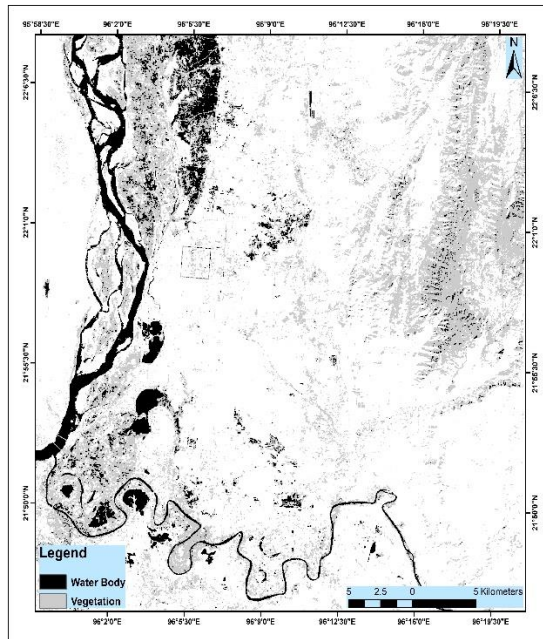 95°58'30"E 96°2'0"E 96°5'30"E 96°9'0"E 96°12'30"E 96°16'0"E 96°19'30"E
N
22°6'30"N 22°6'30"N
22°1'0"N 22°1'0"N
21°55'30"N 21°55'30"N
21°50'0"N 21°50'0"N
Legend
Water Body
Vegetation
5 2.5 0 5 Kilometers
96°2'0"E 96°5'30"E 96°9'0"E 96°12'30"E 96°16'0"E 96°19'30"E